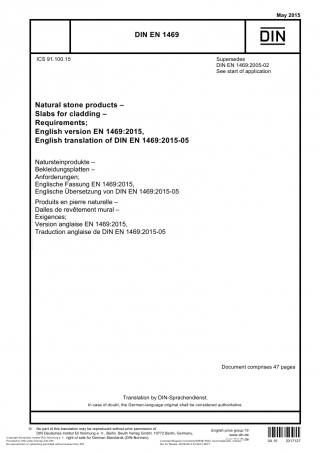 May 2015
DIN EN 1469
DIN
ICS 91.100.15
Supersedes
DIN EN 1469:2005-02
See start of application
Natural stone products –
Slabs for cladding –
Requirements;
English version EN 1469:2015,
English translation of DIN EN 1469:2015-05
Natursteinprodukte –
Bekleidungsplatten –
Anforderungen;
Englische Fassung EN 1469:2015,
Englische Übersetzung von DIN EN 1469:2015-05
Produits en pierre naturelle –
Dalles de revêtement mural –
Exigences;
Version anglaise EN 1469:2015,
Traduction anglaise de DIN EN 1469:2015-05
Document comprises 47 pages
Translation by DIN-Sprachendienst.
In case of doubt, the German-language original shall be considered authoritative.
© No part of this translation may be reproduced without prior permission of
DIN Deutsches Institut für Normung e. V., Berlin. Beuth Verlag GmbH, 10772 Berlin, Germany,
right of sale for German Standards (DIN-Normen).
English price group 19
www.din.de
04.15 2317127